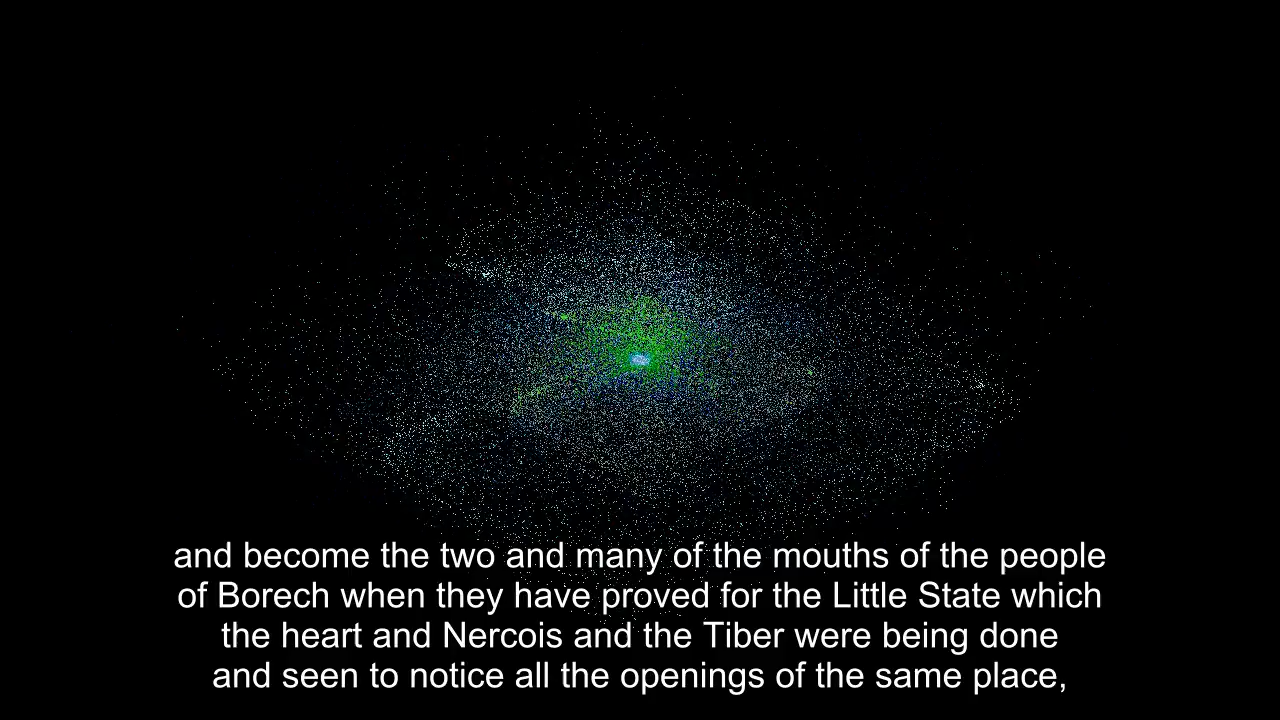 and become the two and many of the mouths of the people
of Borech when they have proved for the Little State which
the heart and Nercois and the Tiber were being done
and seen to notice all the openings of the same place,